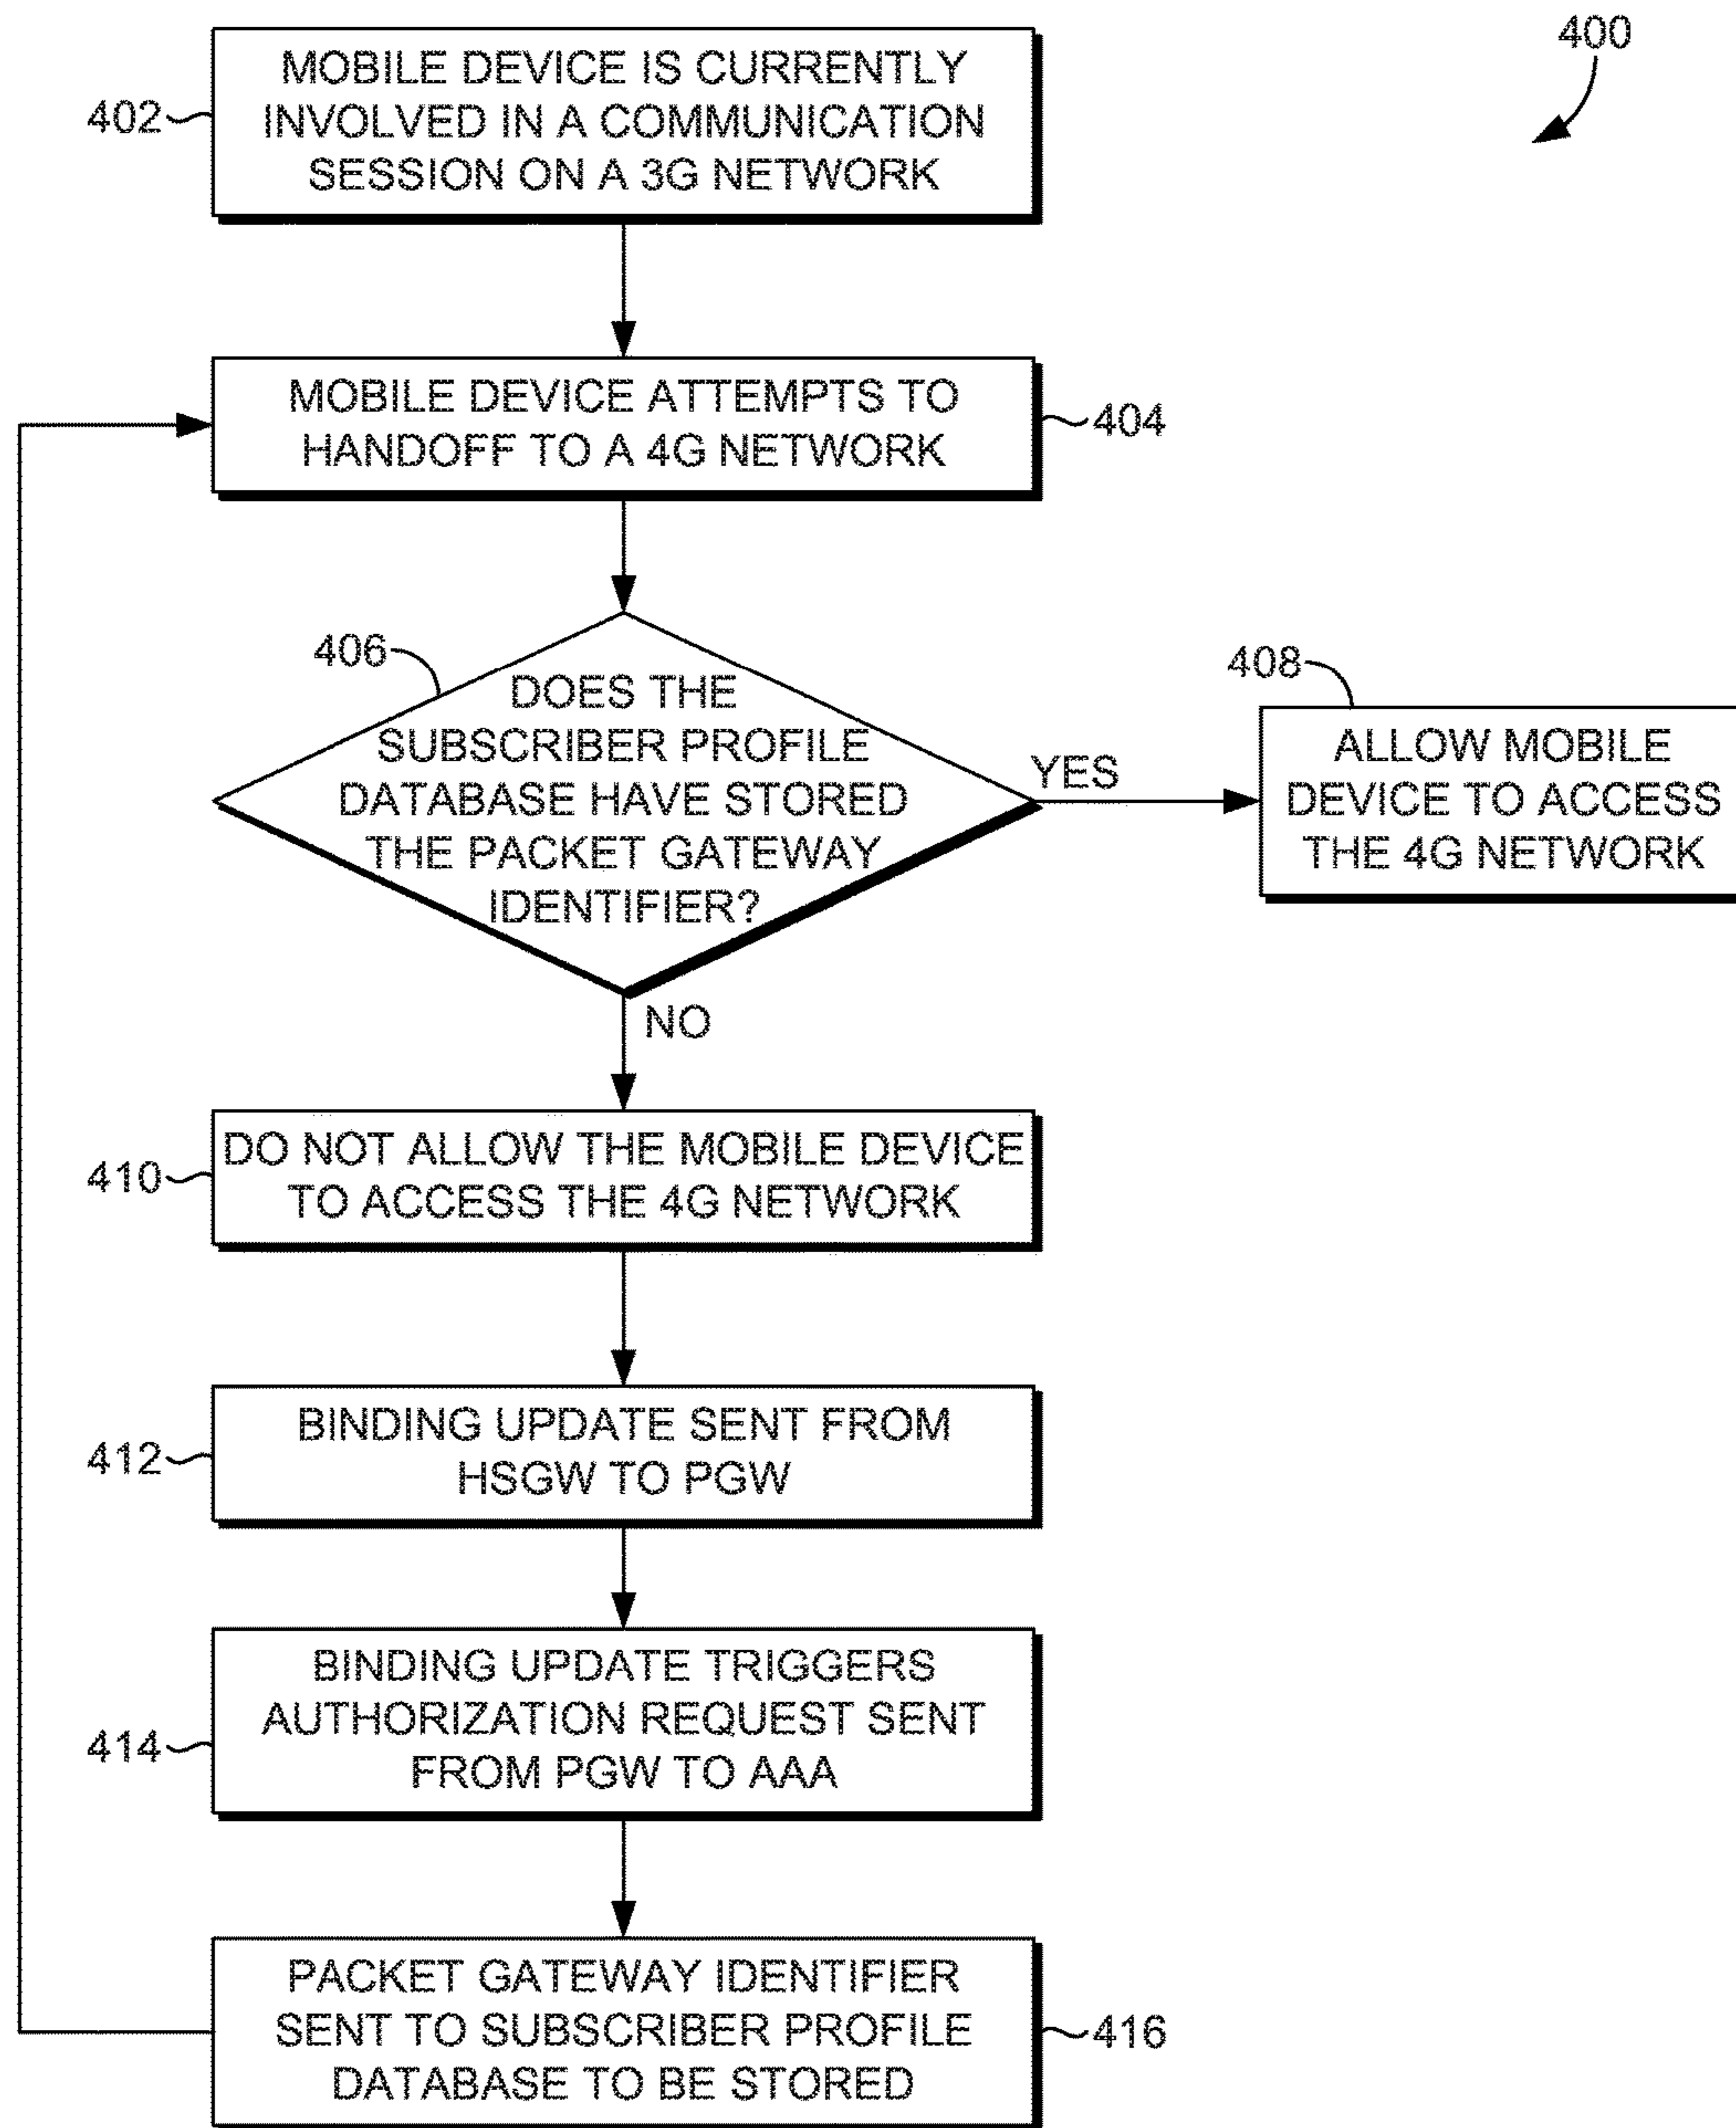 400
402
MOBILE DEVICE IS CURRENTLY
INVOLVED IN A COMMUNICATION
SESSION ON A 3G NETWORK
MOBILE DEVICE ATTEMPTS TO
HANDOFF TO A 4G NETWORK
404
406
DOES THE
SUBSCRIBER PROFILE
DATABASE HAVE STORED
THE PACKET GATEWAY
IDENTIFIER?
YES
408
ALLOW MOBILE
DEVICE TO ACCESS
THE 4G NETWORK
NO
410
DO NOT ALLOW THE MOBILE DEVICE
TO ACCESS THE 4G NETWORK
412
BINDING UPDATE SENT FROM
HSGW TO PGW
414
BINDING UPDATE TRIGGERS
AUTHORIZATION REQUEST SENT
FROM PGW TO AAA
PACKET GATEWAY IDENTIFIER
SENT TO SUBSCRIBER PROFILE
DATABASE TO BE STORED
416